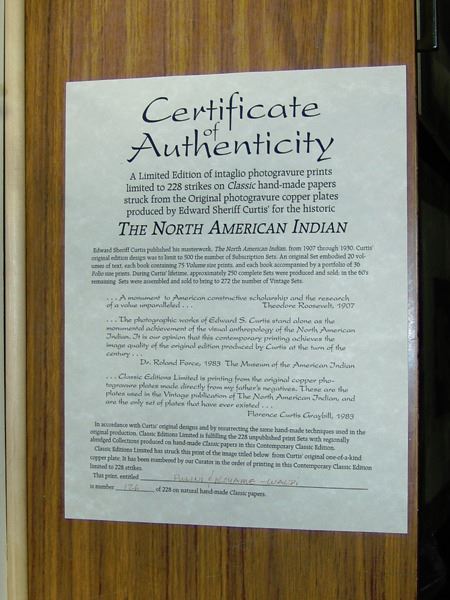 Certificate
of
Authenticity
A Limited Edition of intaglio photogravure prints
limited to 228 strikes on Classic hand-made papers
struck from the Original photogravure copper plates
produced by Edward Sheriff Curtis' for the historic
THE NORTH AMERICAN INDIAN
Edward Sheriff Curtis published his masterwork, The North American Indian, from 1907 through 1930. Curtis'
original edition design was to limit to 500 the number of Subscription Sets. An original Set embodied 20 vol-
umes of text, each book containing 75 Volume size prints, and each book accompanied by a portfolio of 36
Folio size prints. During Curtis' lifetime, approximately 250 complete Sets were produced and sold; in the 60's
remaining Sets were assembled and sold to bring to 272 the number of Vintage Sets.
. . . A monument to American constructive scholarship and the research
of a value unparalleled . . . Theodore Roosevelt, 1907
. . . The photographic works of Edward S. Curtis stand alone as the
monumental achievement of the visual anthropology of the North American
Indian. It is our opinion that this contemporary printing achieves the
image quality of the original edition produced by Curtis at the turn of the
century . . .
Dr. Roland Force, 1983 The Museum of the American Indian
. . . Classic Editions Limited is printing from the original copper pho-
togravure plates made directly from my father's negatives. These are the
plates used in the Vintage publication of The North American Indian, and
are the only set of plates that have ever existed . . .
Florence Curtis Graybill, 1983
In accordance with Curtis' original designs and by resurrecting the same hand-made techniques used in the
original production, Classic Editions Limited is fulfilling the 228 unpublished print Sets with regionally
abridged Collections produced on hand-made Classic papers in this Contemporary Classic Edition.
Classic Editions Limited has struck this print of the image titled below from Curtis' original one-of-a-kind
copper plate. It has been numbered by our Curator in the order of printing in this Contemporary Classic Edition
limited to 228 strikes.
This print, entitled WALPI
is number 126 of 228 on natural hand-made Classic papers.